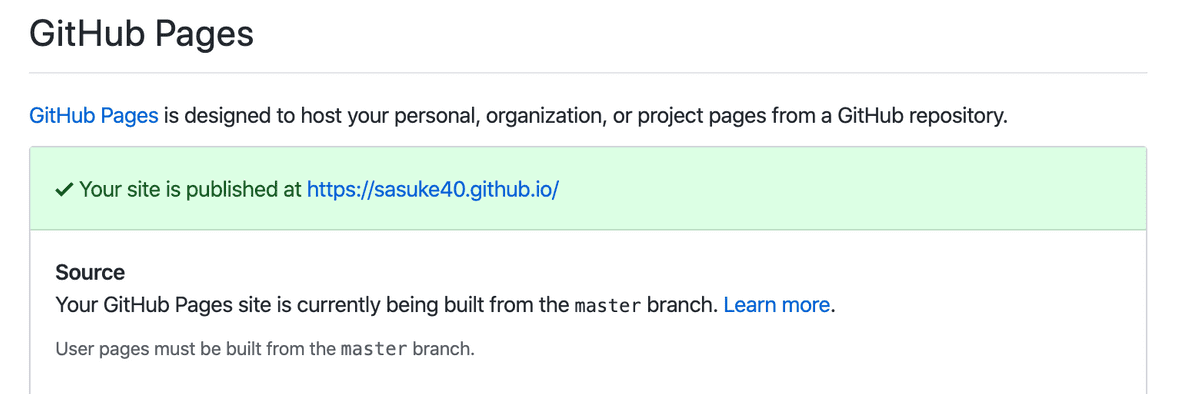 GitHub Pages
GitHub Pages is designed to host your personal, organization, or project pages from a GitHub repository.
✓ Your site is published at https://sasuke40.github.io/
Source
Your GitHub Pages site is currently being built from the master branch. Learn more.
User pages must be built from the master branch.